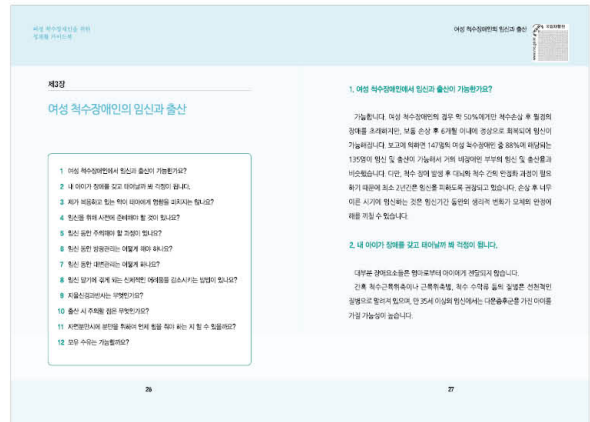 여성 척수장애인을 위한
여성 척수장애인의 임신과 출산
제3장
여성 척수장애인의 임신과 출산
1 여성 척수장애인에서 임신과 출산이 가능한가요?
2 내 아이가 장애를 갖고 태어날까 봐 걱정이 됩니다.
3 제가 복용하고 있는 약이 태아에게 영향을 미치지는 않나요?
4 임신을 위해 사전에 준비해야 할 것이 있나요?
5 임신 동안 주의해야 할 과정이 있나요?
6 임신 동안 방광관리는 어떻게 해야 하나요?
7 임신 동안 대변관리는 어떻게 하나요?
8 임신 말기에 겪게 되는 신체적인 어려움을 감소시키는 방법이 있나요?
9 자율신경과반사는 무엇인가요?
10 출산 시 주의할 점은 무엇인가요?
11 자연분만시에 분만을 위하여 언제 힘을 줘야 하는 지 알 수 있을까요?
12 모유 수유는 가능할까요?
26
1. 여성 척수장애인에서 임신과 출산이 가능한가요?
가능합니다. 여성 척수장애인의 경우 약 50%에게만 척수손상 후 월경의
장애를 초래하지만, 보통 손상 후 6개월 이내에 정상으로 회복되어 임신이
가능해집니다. 보고에 의하면 147명의 여성 척수장애인 중 88%에 해당되는
135명이 임신 및 출산이 가능해서 거의 비장애인 부부의 임신 및 출산율과
비슷했습니다. 다만, 척수 장애 발생 후 대뇌와 척수 간의 안정화 과정이 필요
하기 때문에 최소 2년간은 임신을 피하도록 권장되고 있습니다. 손상 후 너무
이른 시기에 임신하는 것은 임신기간 동안의 생리적 변화가 모체의 안정에
해를 끼칠 수 있습니다.
2. 내 아이가 장애를 갖고 태어날까 봐 걱정이 됩니다.
대부분 장애요소들은 엄마로부터 아이에게 전달되지 않습니다.
간혹 척수근육위축이나 근육위축병, 척수 수막류 등의 질병은 선천적인
질병으로 알려져 있으며, 만 35세 이상의 임신에서는 다운증후군을 가진 아이를
가질 가능성이 높습니다.
27